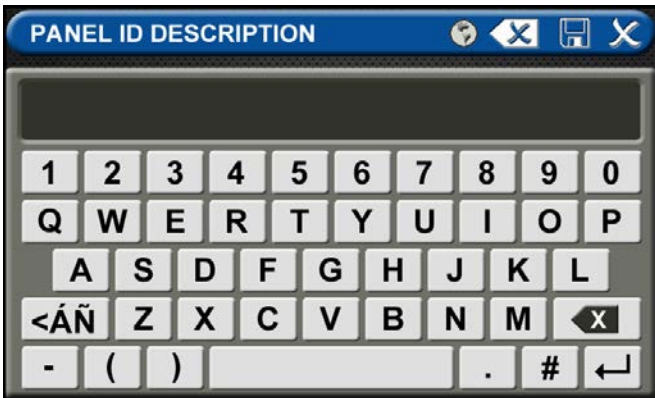 PANEL ID DESCRIPTION
1 2 3 4 5 6 7 8 9 0
Q W E R T Y U I O P
A S D F G H J K L
<ÁÑ Z X C V B N M X
- ( ) . #